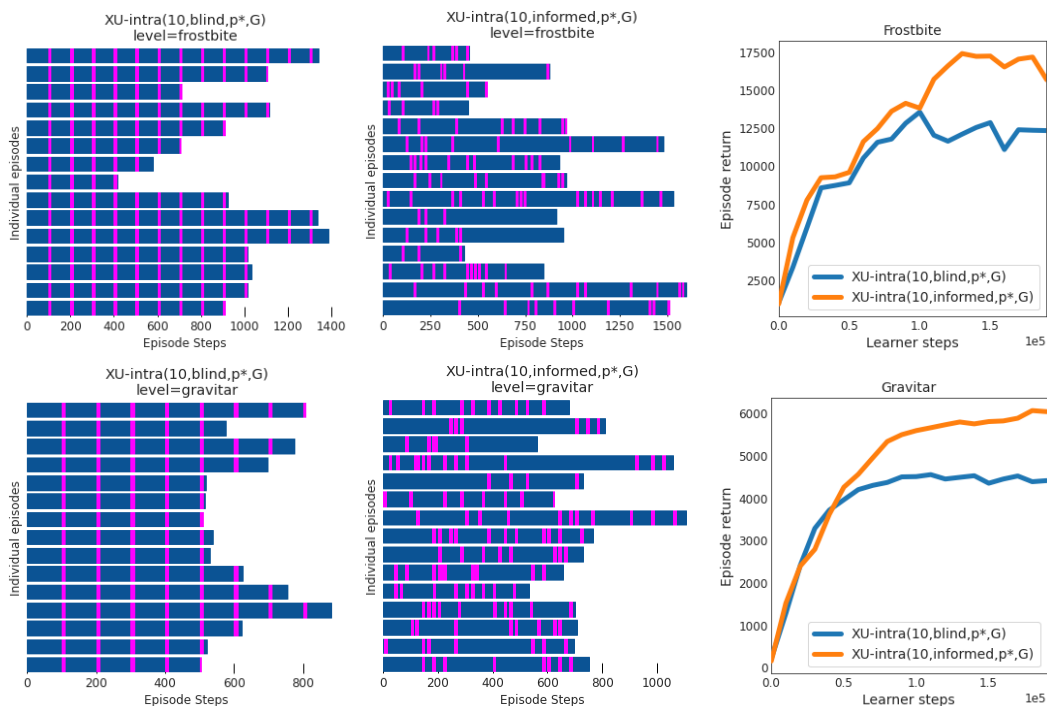 XU-intra(10,blind,p*,G)
level=frostbite
Individual episodes
0 200 400 600 800 1000 1200 1400
Episode Steps
XU-intra(10,informed,p*,G)
level=frostbite
Individual episodes
0 250 500 750 1000 1250 1500
Episode Steps
Frostbite
Episode return
17500
15000
12500
10000
7500
5000
2500
XU-intra(10,blind,p*,G)
XU-intra(10,informed,p*,G)
0.0 0.5 1.0 1.5
1e5
Learner steps
XU-intra(10,blind,p*,G)
level=gravitar
Individual episodes
0 200 400 600 800
Episode Steps
XU-intra(10,informed,p*,G)
level=gravitar
Individual episodes
0 200 400 600 800 1000
Episode Steps
Gravitar
Episode return
6000
5000
4000
3000
2000
1000
0
XU-intra(10,blind,p*,G)
XU-intra(10,informed,p*,G)
0.0 0.5 1.0 1.5
1e5
Learner steps